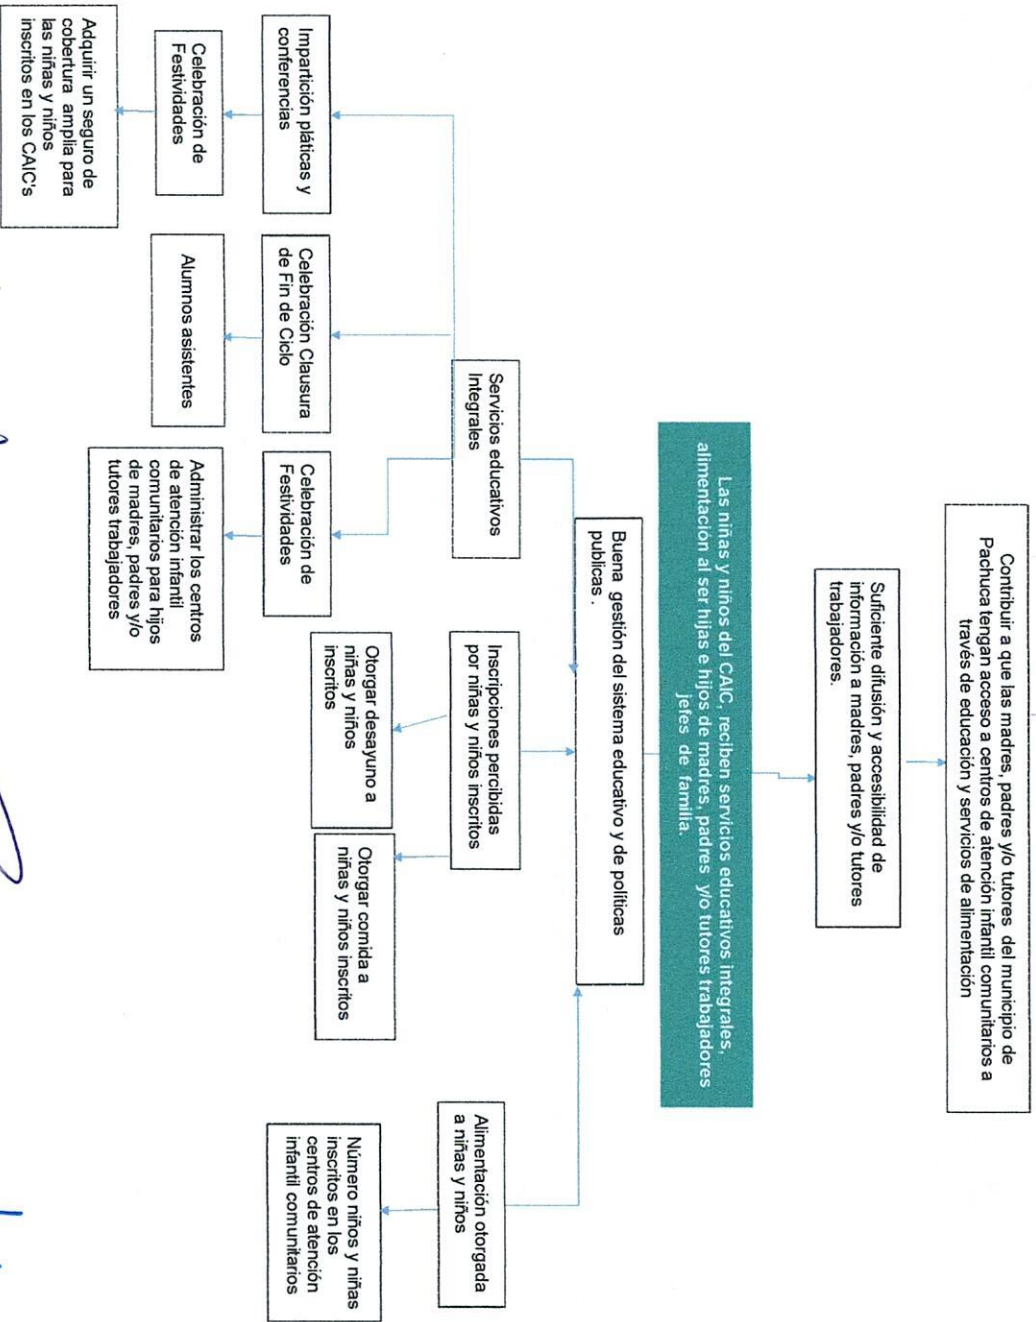 Contribuir a que las madres, padres y/o tutores del municipio de
Pachuca tengan acceso a centros de atención infantil comunitarios a
través de educación y servicios de alimentación
Suficiente difusión y accesibilidad de
información a madres, padres y/o tutores
trabajadores.
Las niñas y niños del CAIC, reciben servicios educativos integrales,
alimentación al ser hijas e hijos de madres, padres y/o tutores trabajadores
jefes de familia.
Buena gestión del sistema educativo y de políticas
publicas .
Servicios educativos
Integrales
Inscripciones percibidas
por niñas y niños inscritos
Alimentación otorgada
a niñas y niños
Impartición pláticas y
conferencias
Celebración Clausura
de Fin de Ciclo
Celebración de
Festividades
Otorgar desayuno a
niñas y niños
inscritos
Otorgar comida a
niñas y niños inscritos
Número niños y niñas
inscritos en los
centros de atención
infantil comunitarios
Celebración de
Festividades
Alumnos asistentes
Administrar los centros
de atención infantil
comunitarios para hijos
de madres, padres y/o
tutores trabajadores
Adquirir un seguro de
cobertura amplia para
las niñas y niños
inscritos en los CAIC's